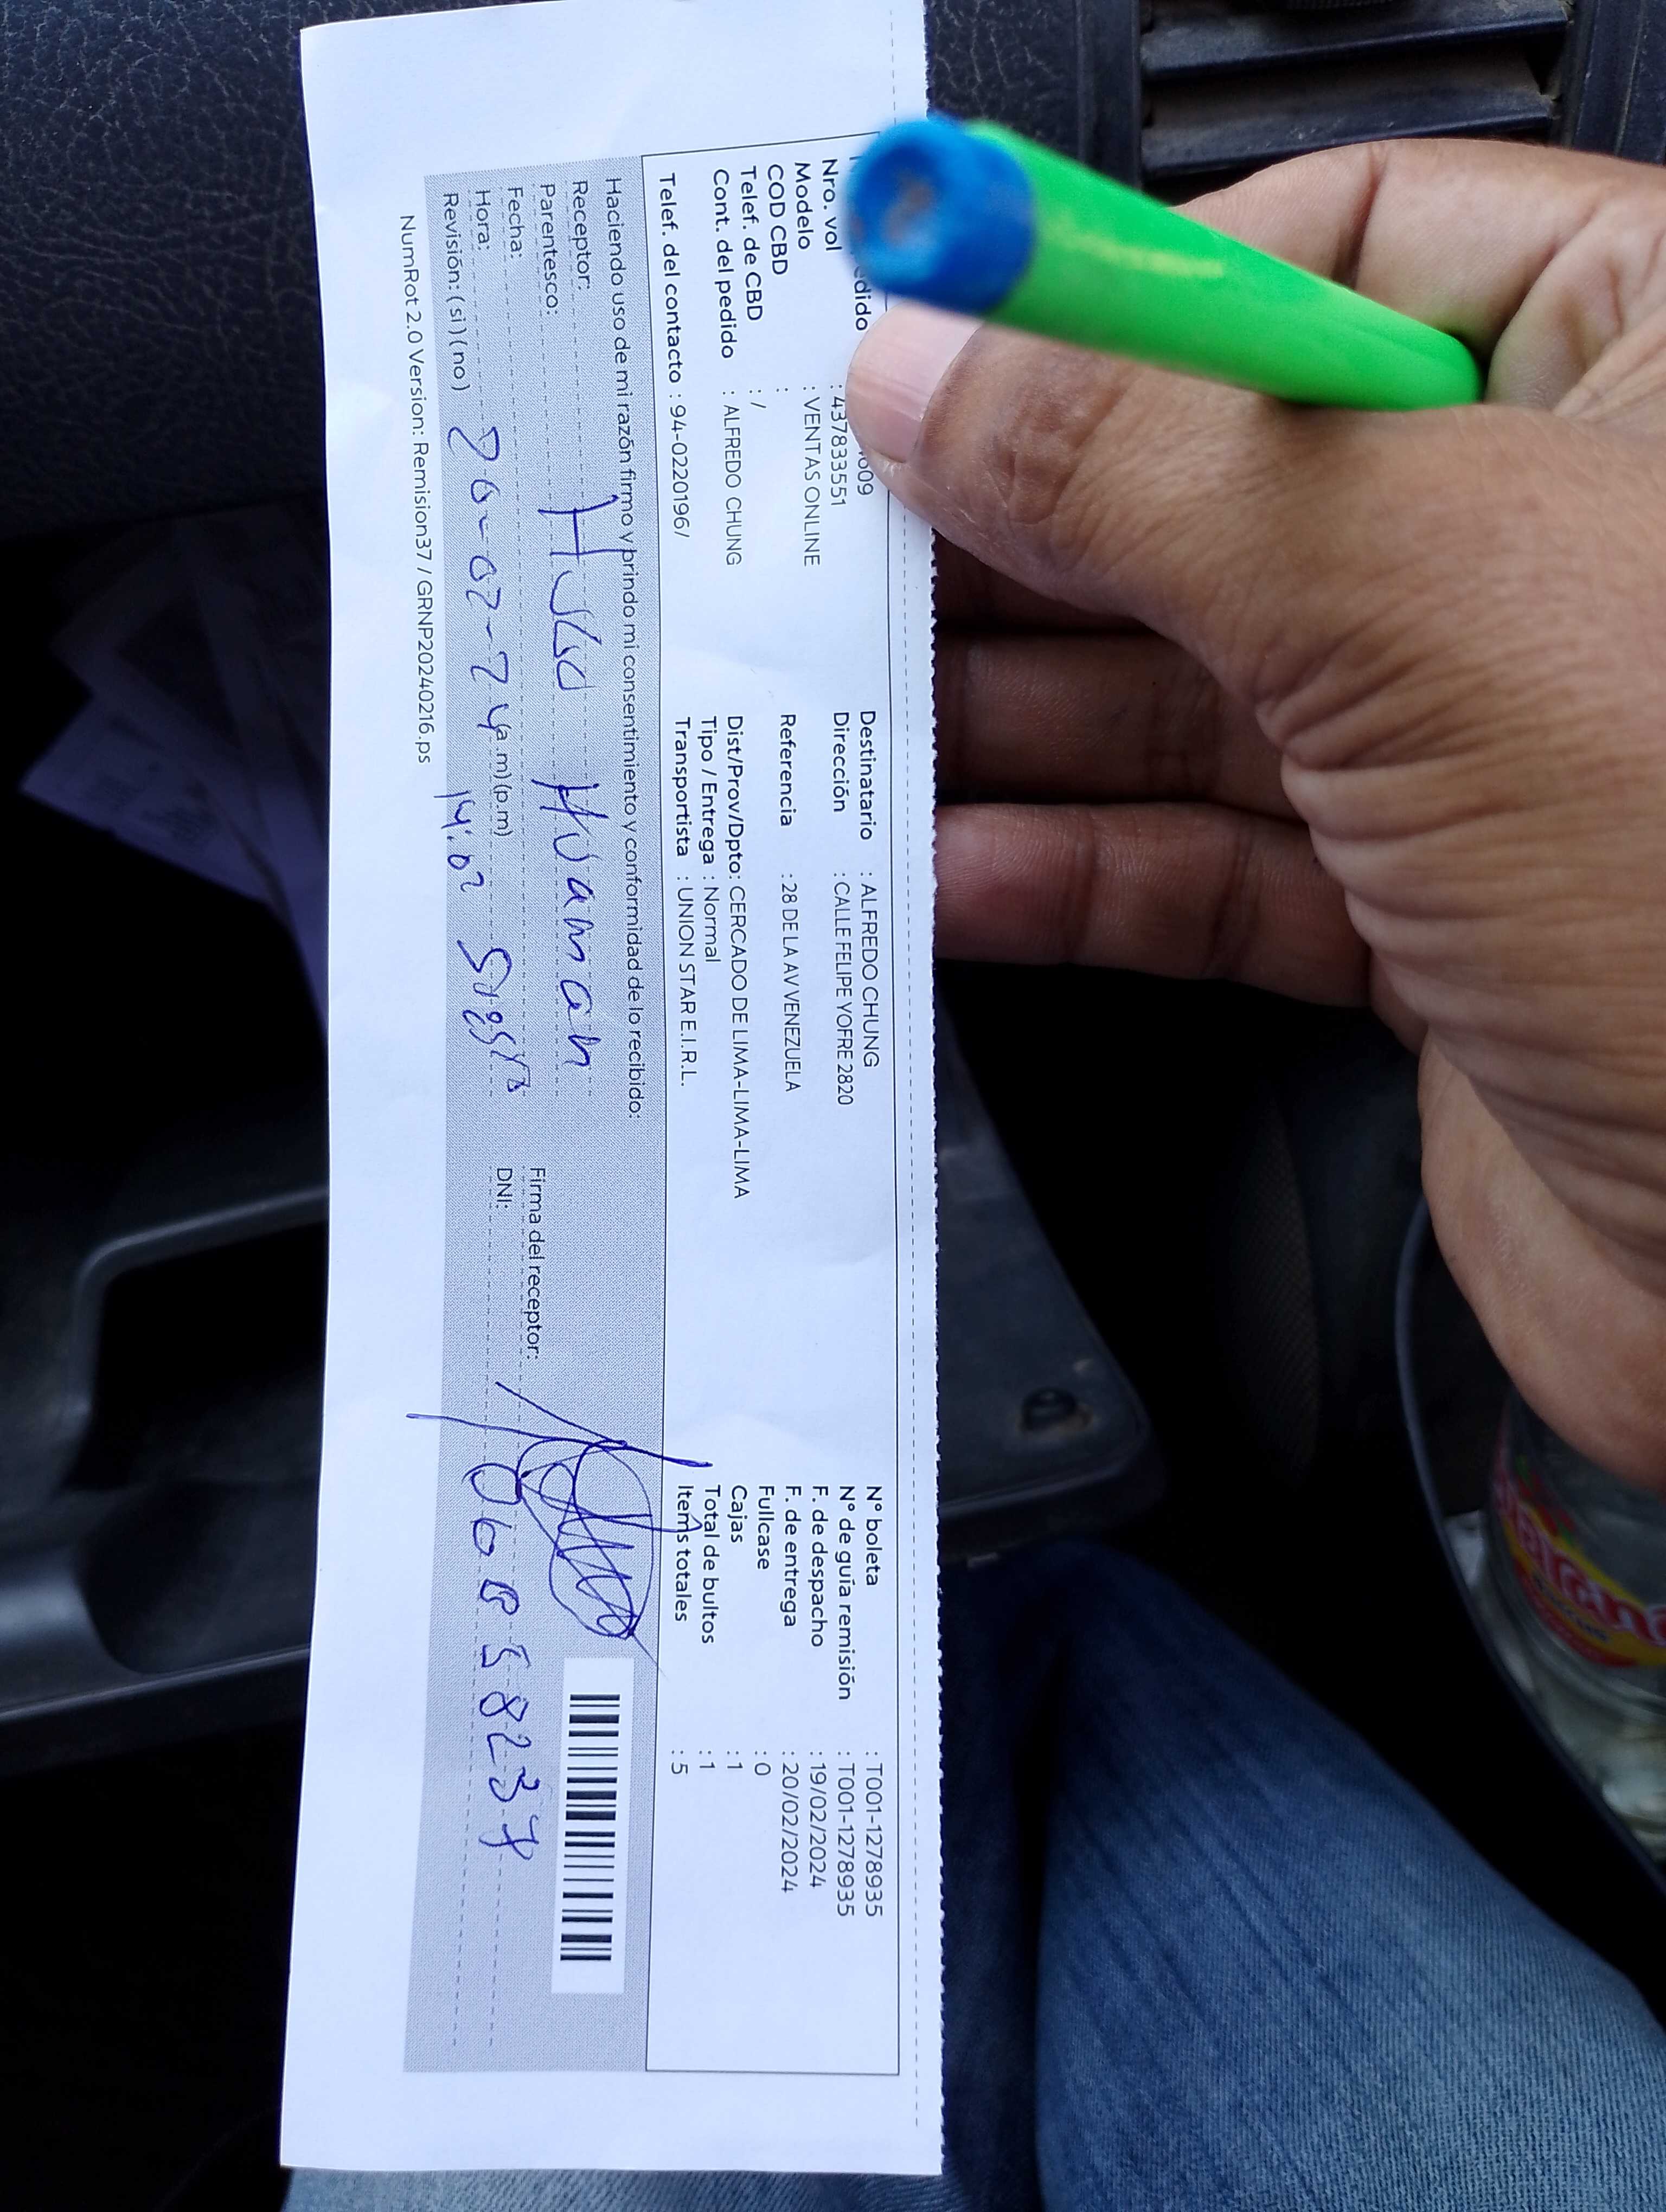 edido
009
Nro. vol : 437833551
Modelo : VENTAS ONLINE
COD CBD :
Telef. de CBD : /
Cont. del pedido : ALFREDO CHUNG
Telef. del contacto : 94-0220196/
Destinatario : ALFREDO CHUNG
Dirección : CALLE FELIPE YOFRE 2820
Referencia : 28 DE LA AV VENEZUELA
Dist/Prov/Dpto: CERCADO DE LIMA-LIMA-LIMA
Tipo / Entrega : Normal
Transportista : UNION STAR E.I.R.L.
N° boleta : T001-1278935
N° de guía remisión : T001-1278935
F. de despacho : 19/02/2024
F. de entrega : 20/02/2024
Fullcase : 0
Cajas : 1
Total de bultos : 1
Items totales : 5
Haciendo uso de mi razón firmo y brindo mi consentimiento y conformidad de lo recibido:
Receptor: Hugo Huaman
Parentesco:
Fecha:
Hora: (a.m)(p.m)
Revisión: (si) (no) 20-02-24 14:02
Firma del receptor:
DNI:
NumRot 2.0 Version: Remision37 / GRNP20240216.ps